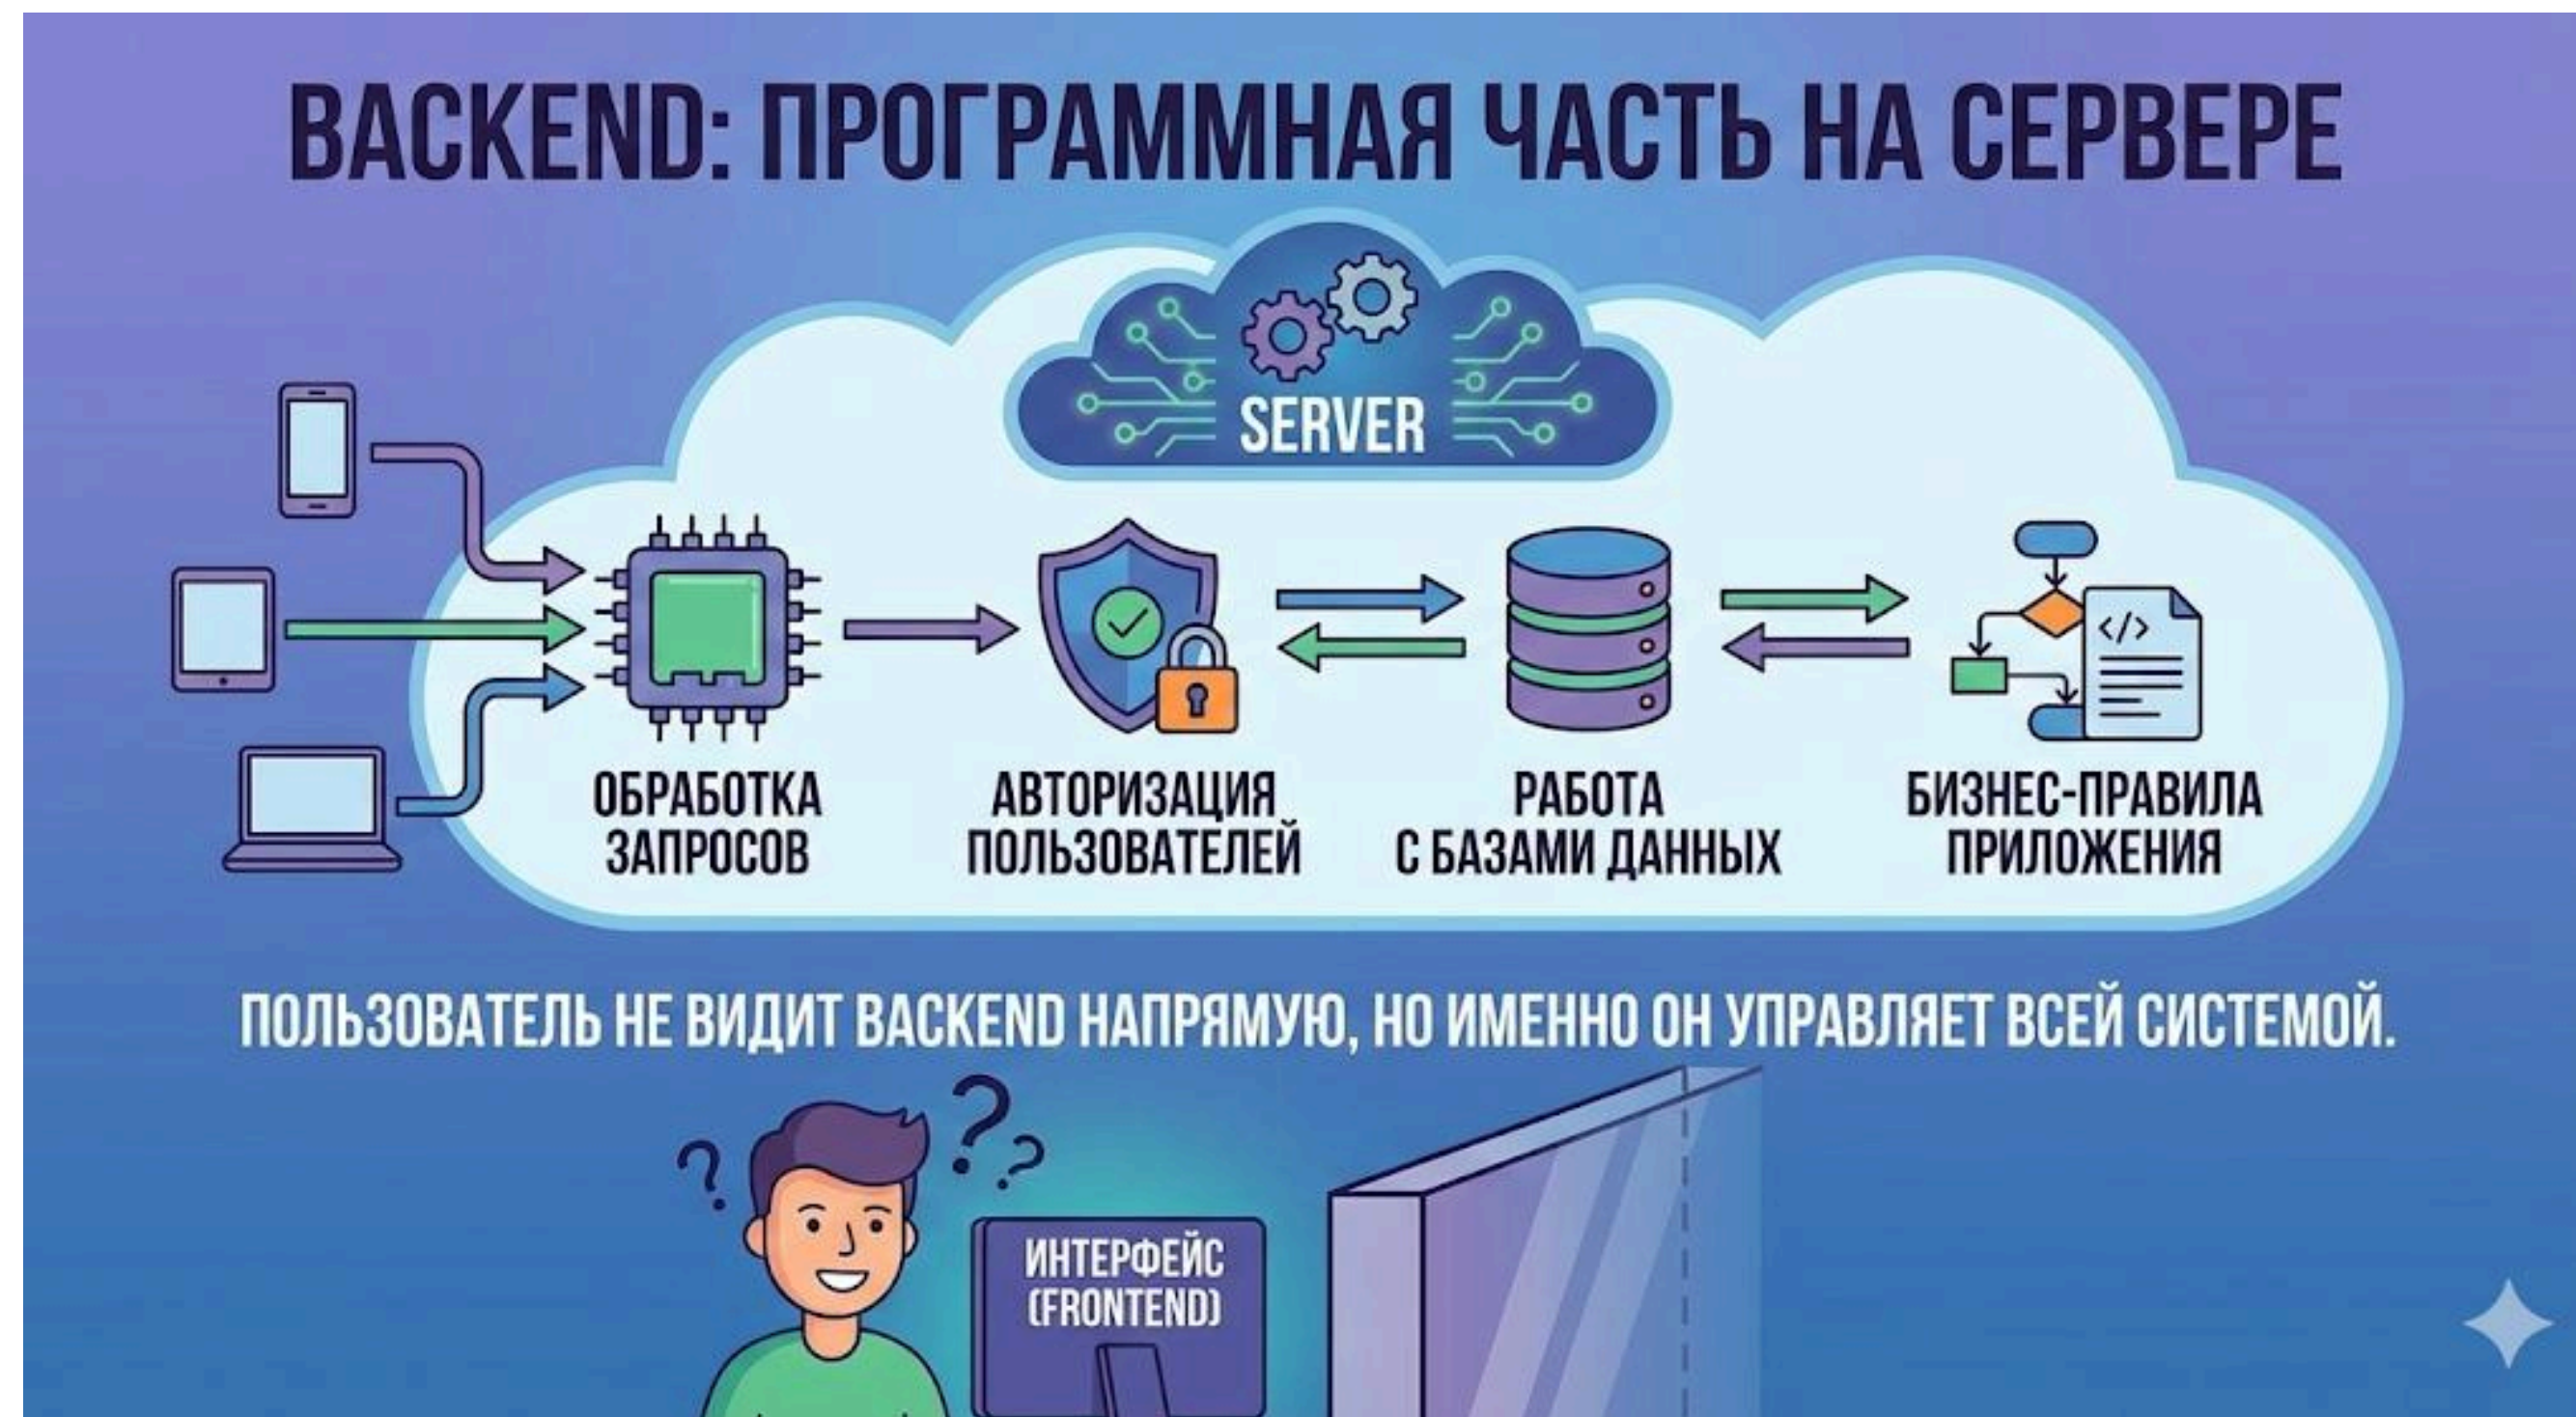 BACKEND: ПРОГРАММНАЯ ЧАСТЬ НА СЕРВЕРЕ
SERVER
</>
ОБРАБОТКА
ЗАПРОСОВ
АВТОРИЗАЦИЯ
ПОЛЬЗОВАТЕЛЕЙ
РАБОТА
С БАЗАМИ ДАННЫХ
БИЗНЕС-ПРАВИЛА
ПРИЛОЖЕНИЯ
ПОЛЬЗОВАТЕЛЬ НЕ ВИДИТ BACKEND НАПРЯМУЮ, НО ИМЕННО ОН УПРАВЛЯЕТ ВСЕЙ СИСТЕМОЙ.
? ? ?
ИНТЕРФЕЙС
(FRONTEND)